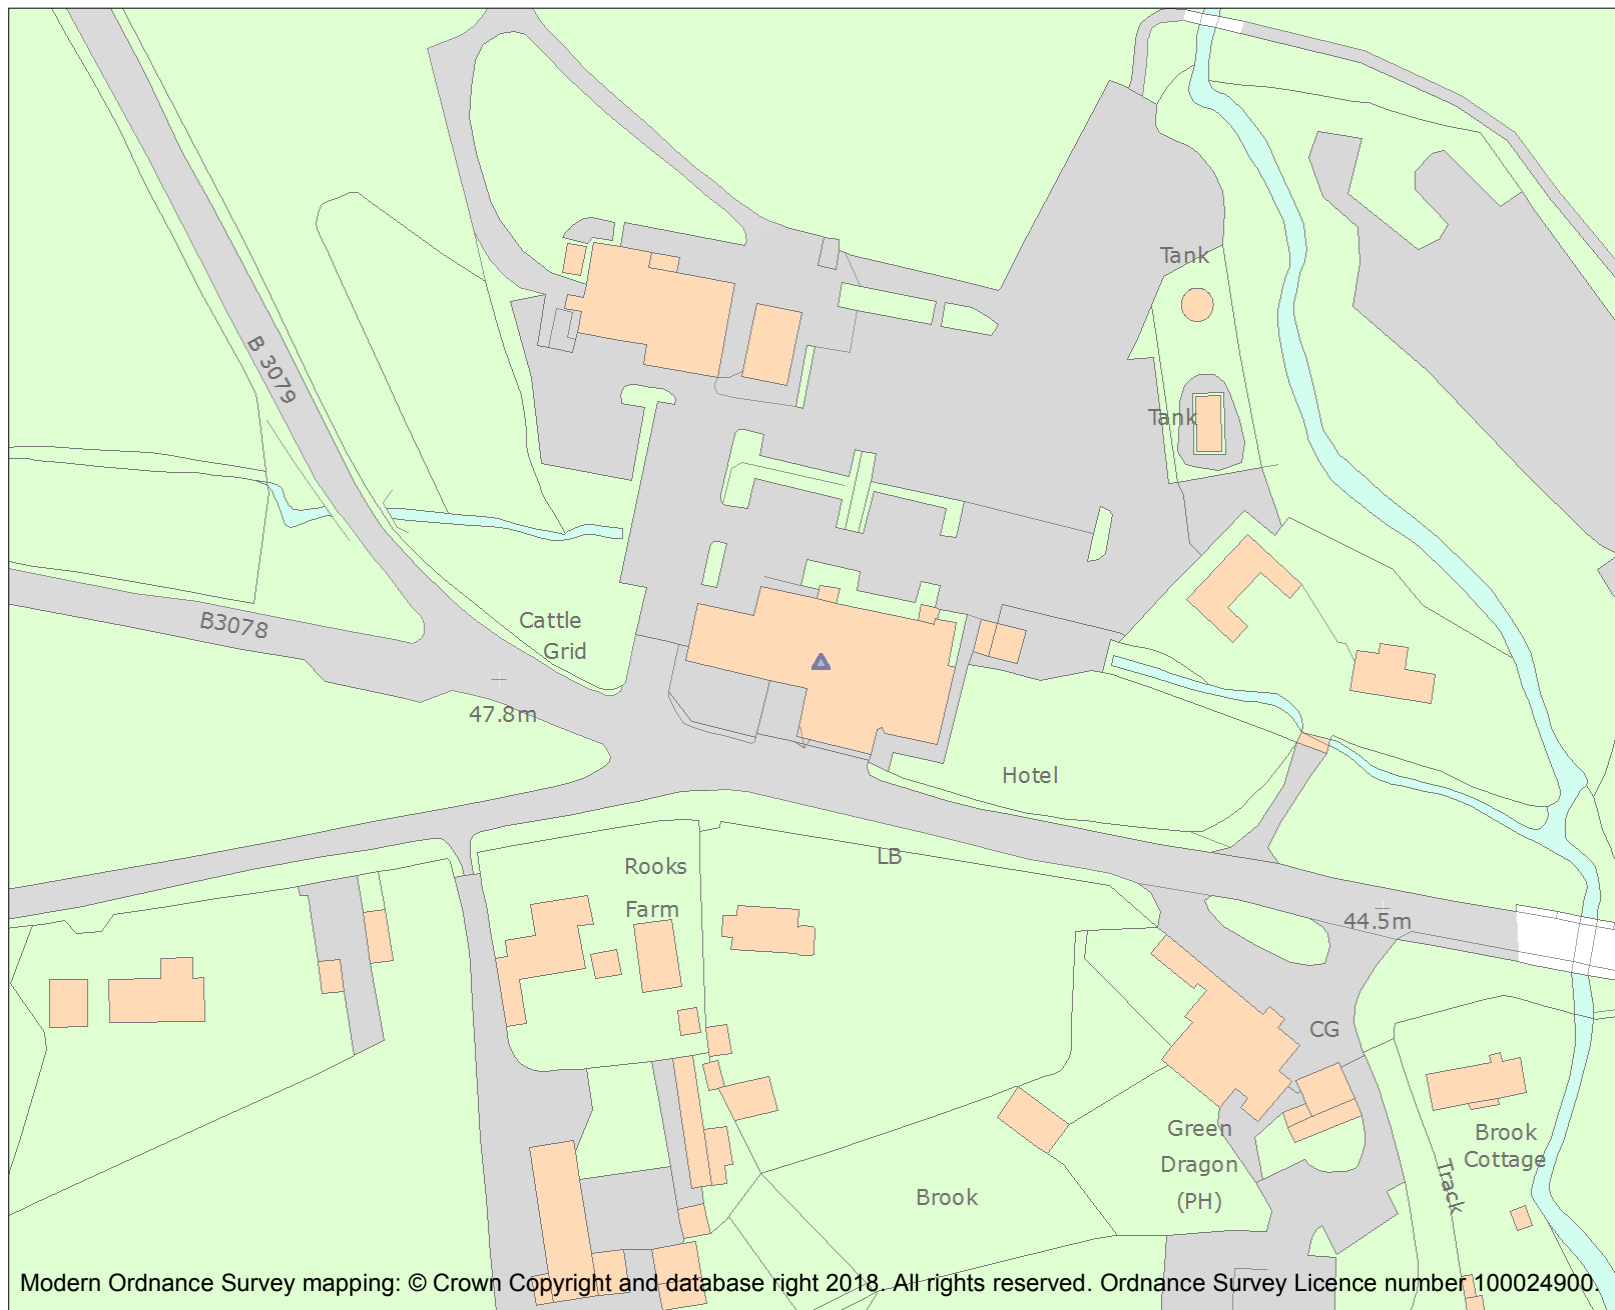 Tank
B 3079
Tank
Cattle
Grid
B3078
47.8m
Hotel
LB
Rooks
Farm
44.5m
CG
Green
Dragon
(PH)
Brook
Cottage
Track
Brook
Modern Ordnance Survey mapping: © Crown Copyright and database right 2018. All rights reserved. Ordnance Survey Licence number 100024900.